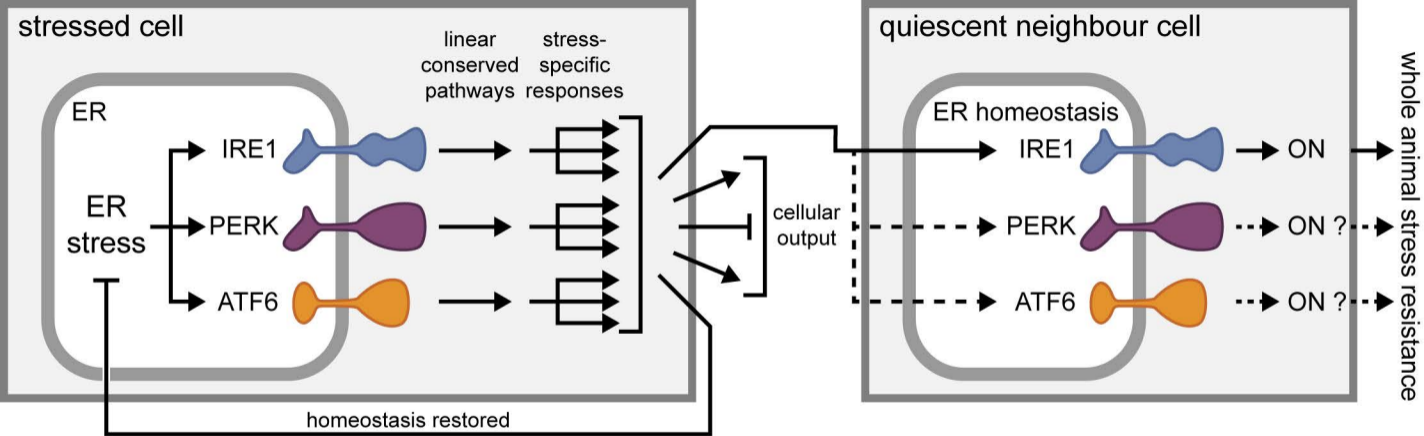 stressed cell
linear
conserved
pathways
stress-
specific
responses
ER
ER
stress
IRE1
PERK
ATF6
homeostasis restored
cellular
output
quiescent neighbour cell
ER homeostasis
IRE1
PERK
ATF6
ON
ON ?
ON ?
whole animal stress resistance